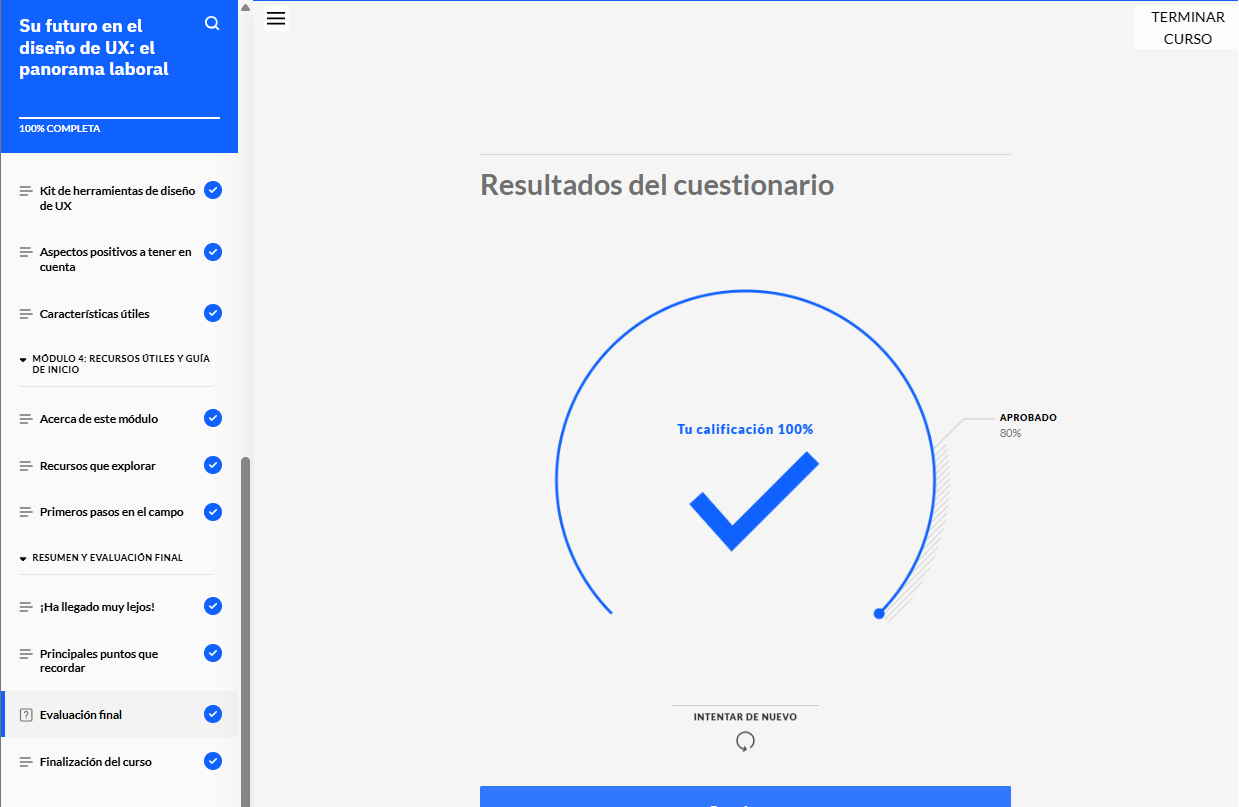 Su futuro en el
diseño de UX: el
panorama laboral
100% COMPLETA
Kit de herramientas de diseño
de UX
Aspectos positivos a tener en
cuenta
Características útiles
MÓDULO 4: RECURSOS ÚTILES Y GUÍA
DE INICIO
Acerca de este módulo
Recursos que explorar
Primeros pasos en el campo
RESUMEN Y EVALUACIÓN FINAL
¡Ha llegado muy lejos!
Principales puntos que
recordar
Evaluación final
Finalización del curso
TERMINAR
CURSO
Resultados del cuestionario
Tu calificación 100%
APROBADO
80%
INTENTAR DE NUEVO